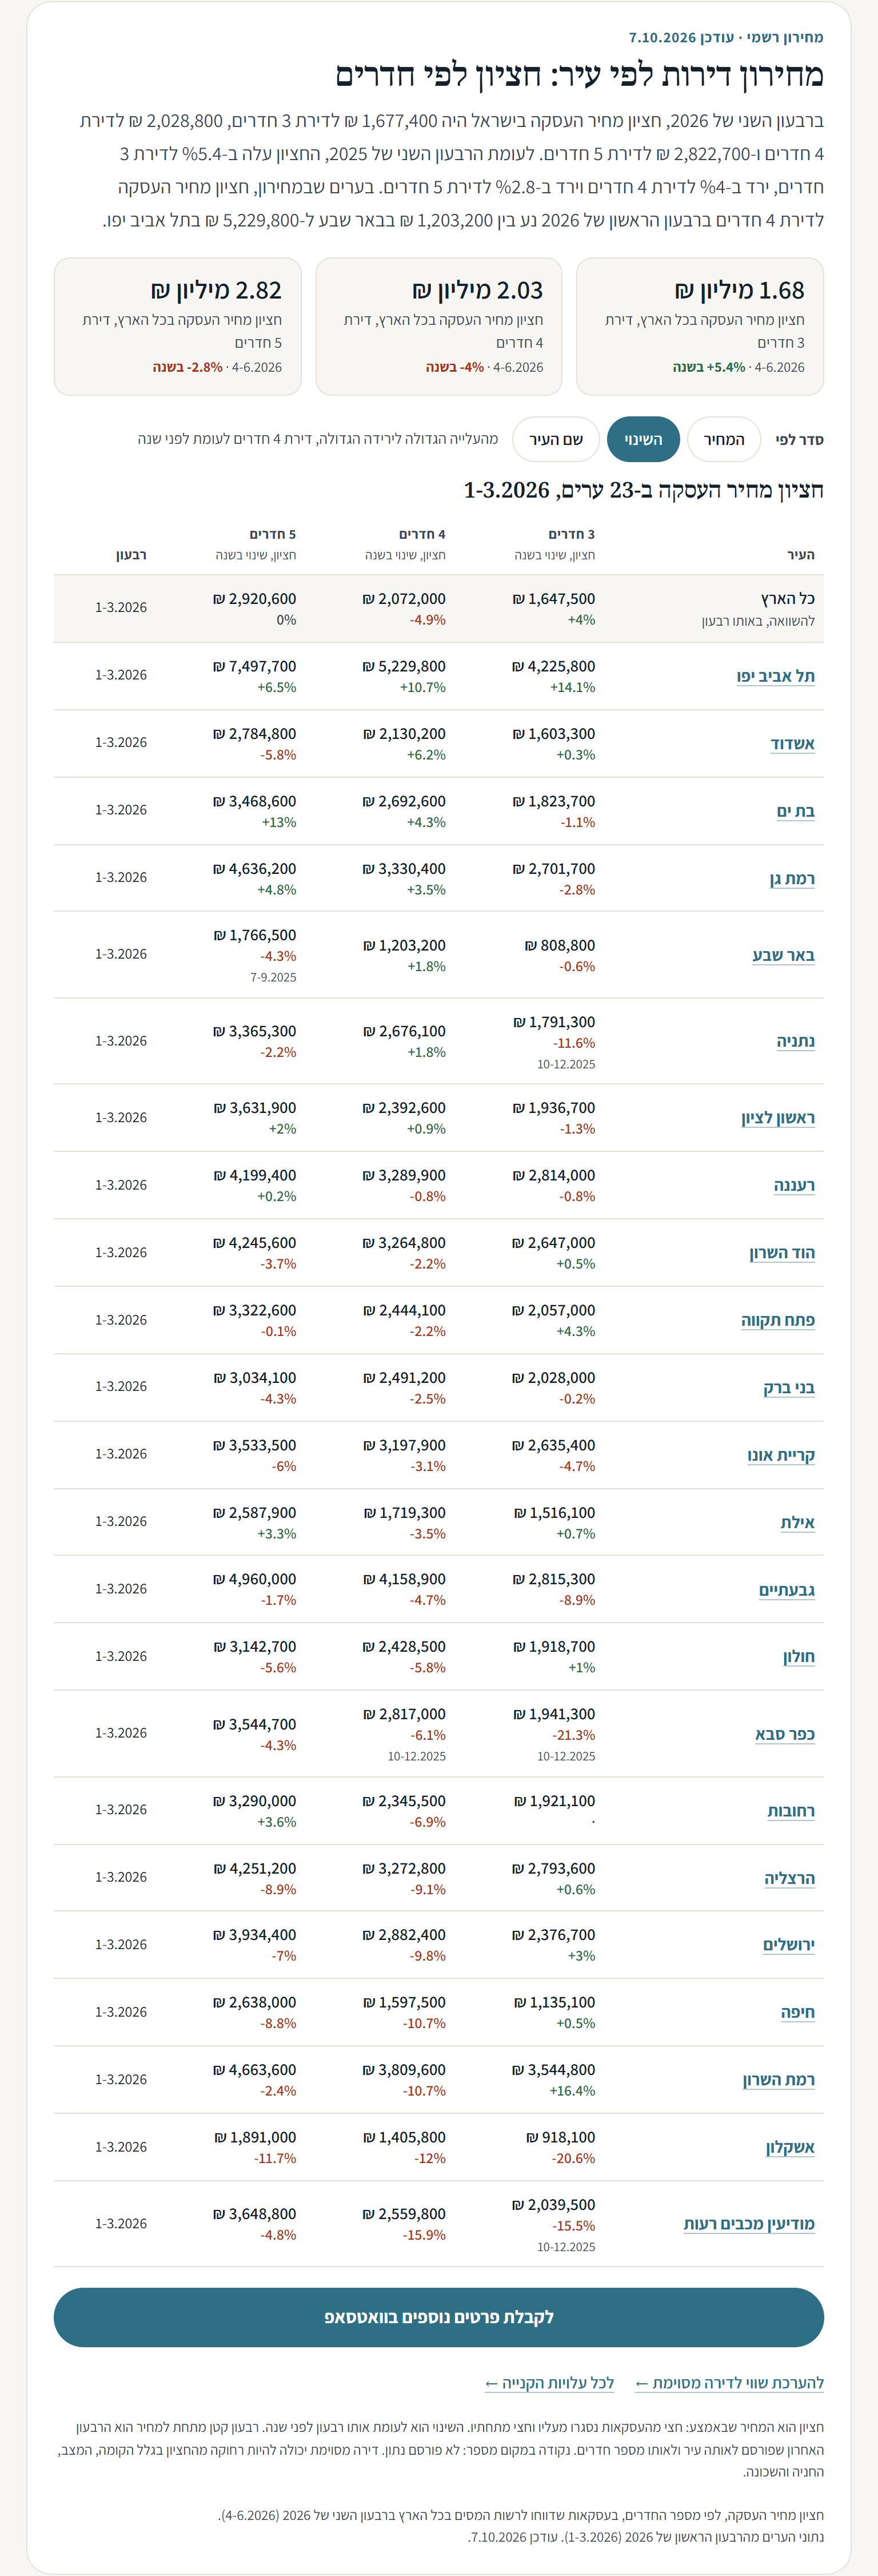 מחירון רשמי · עודכן 7.10.2026
מחירון דירות לפי עיר: חציון לפי חדרים
ברבעון השני של 2026, חציון מחיר העסקה בישראל היה 1,677,400 ₪ לדירת 3 חדרים, 2,028,800 ₪ לדירת
4 חדרים ו-2,822,700 ₪ לדירת 5 חדרים. לעומת הרבעון השני של 2025, החציון עלה ב-5.4% לדירת 3
חדרים, ירד ב-4% לדירת 4 חדרים וירד ב-2.8% לדירת 5 חדרים. בערים שבמחירון, חציון מחיר העסקה
לדירת 4 חדרים ברבעון הראשון של 2026 נע בין 1,203,200 ₪ בבאר שבע ל-5,229,800 ₪ בתל אביב יפו.
1.68 מיליון ₪
חציון מחיר העסקה בכל הארץ, דירת
3 חדרים
4-6.2026 · +5.4% בשנה
2.03 מיליון ₪
חציון מחיר העסקה בכל הארץ, דירת
4 חדרים
4-6.2026 · -4% בשנה
2.82 מיליון ₪
חציון מחיר העסקה בכל הארץ, דירת
5 חדרים
4-6.2026 · -2.8% בשנה
סדר לפי המחיר השינוי שם העיר מהעלייה הגדולה לירידה הגדולה, דירת 4 חדרים לעומת לפני שנה
חציון מחיר העסקה ב-23 ערים, 1-3.2026
העיר 3 חדרים 4 חדרים 5 חדרים רבעון
חציון, שינוי בשנה חציון, שינוי בשנה חציון, שינוי בשנה
כל הארץ 1,647,500 ₪ 2,072,000 ₪ 2,920,600 ₪ 1-3.2026
להשוואה, באותו רבעון +4% -4.9% 0%
תל אביב יפו 4,225,800 ₪ 5,229,800 ₪ 7,497,700 ₪ 1-3.2026
+14.1% +10.7% +6.5%
אשדוד 1,603,300 ₪ 2,130,200 ₪ 2,784,800 ₪ 1-3.2026
+0.3% +6.2% -5.8%
בת ים 1,823,700 ₪ 2,692,600 ₪ 3,468,600 ₪ 1-3.2026
-1.1% +4.3% +13%
רמת גן 2,701,700 ₪ 3,330,400 ₪ 4,636,200 ₪ 1-3.2026
-2.8% +3.5% +4.8%
באר שבע 808,800 ₪ 1,203,200 ₪ 1,766,500 ₪ 1-3.2026
-0.6% +1.8% -4.3%
7-9.2025
נתניה 1,791,300 ₪ 2,676,100 ₪ 3,365,300 ₪ 1-3.2026
-11.6% +1.8% -2.2%
10-12.2025
ראשון לציון 1,936,700 ₪ 2,392,600 ₪ 3,631,900 ₪ 1-3.2026
-1.3% +0.9% +2%
רעננה 2,814,000 ₪ 3,289,900 ₪ 4,199,400 ₪ 1-3.2026
-0.8% -0.8% +0.2%
הוד השרון 2,647,000 ₪ 3,264,800 ₪ 4,245,600 ₪ 1-3.2026
+0.5% -2.2% -3.7%
פתח תקווה 2,057,000 ₪ 2,444,100 ₪ 3,322,600 ₪ 1-3.2026
+4.3% -2.2% -0.1%
בני ברק 2,028,000 ₪ 2,491,200 ₪ 3,034,100 ₪ 1-3.2026
-0.2% -2.5% -4.3%
קריית אונו 2,635,400 ₪ 3,197,900 ₪ 3,533,500 ₪ 1-3.2026
-4.7% -3.1% -6%
אילת 1,516,100 ₪ 1,719,300 ₪ 2,587,900 ₪ 1-3.2026
+0.7% -3.5% +3.3%
גבעתיים 2,815,300 ₪ 4,158,900 ₪ 4,960,000 ₪ 1-3.2026
-8.9% -4.7% -1.7%
חולון 1,918,700 ₪ 2,428,500 ₪ 3,142,700 ₪ 1-3.2026
+1% -5.8% -5.6%
כפר סבא 1,941,300 ₪ 2,817,000 ₪ 3,544,700 ₪ 1-3.2026
-21.3% -6.1% -4.3%
10-12.2025 10-12.2025
רחובות 1,921,100 ₪ 2,345,500 ₪ 3,290,000 ₪ 1-3.2026
· -6.9% +3.6%
הרצליה 2,793,600 ₪ 3,272,800 ₪ 4,251,200 ₪ 1-3.2026
+0.6% -9.1% -8.9%
ירושלים 2,376,700 ₪ 2,882,400 ₪ 3,934,400 ₪ 1-3.2026
+3% -9.8% -7%
חיפה 1,135,100 ₪ 1,597,500 ₪ 2,638,000 ₪ 1-3.2026
+0.5% -10.7% -8.8%
רמת השרון 3,544,800 ₪ 3,809,600 ₪ 4,663,600 ₪ 1-3.2026
+16.4% -10.7% -2.4%
אשקלון 918,100 ₪ 1,405,800 ₪ 1,891,000 ₪ 1-3.2026
-20.6% -12% -11.7%
מודיעין מכבים רעות 2,039,500 ₪ 2,559,800 ₪ 3,648,800 ₪ 1-3.2026
-15.5% -15.9% -4.8%
10-12.2025
לקבלת פרטים נוספים בוואטסאפ
להערכת שווי לדירה מסוימת ← לכל עלויות הקנייה ←
חציון הוא המחיר שבאמצע: חצי מהעסקאות נסגרו מעליו וחצי מתחתיו. השינוי הוא לעומת אותו רבעון לפני שנה. רבעון קטן מתחת למחיר הוא הרבעון
האחרון שפורסם לאותה עיר ולאותו מספר חדרים. נקודה במקום מספר: לא פורסם נתון. דירה מסוימת יכולה להיות רחוקה מהחציון בגלל הקומה, המצב,
החניה והשכונה.
חציון מחיר העסקה, לפי מספר החדרים, בעסקאות שדווחו לרשות המסים בכל הארץ ברבעון השני של 2026 (4-6.2026).
נתוני הערים מהרבעון הראשון של 2026 (1-3.2026). עודכן 7.10.2026.